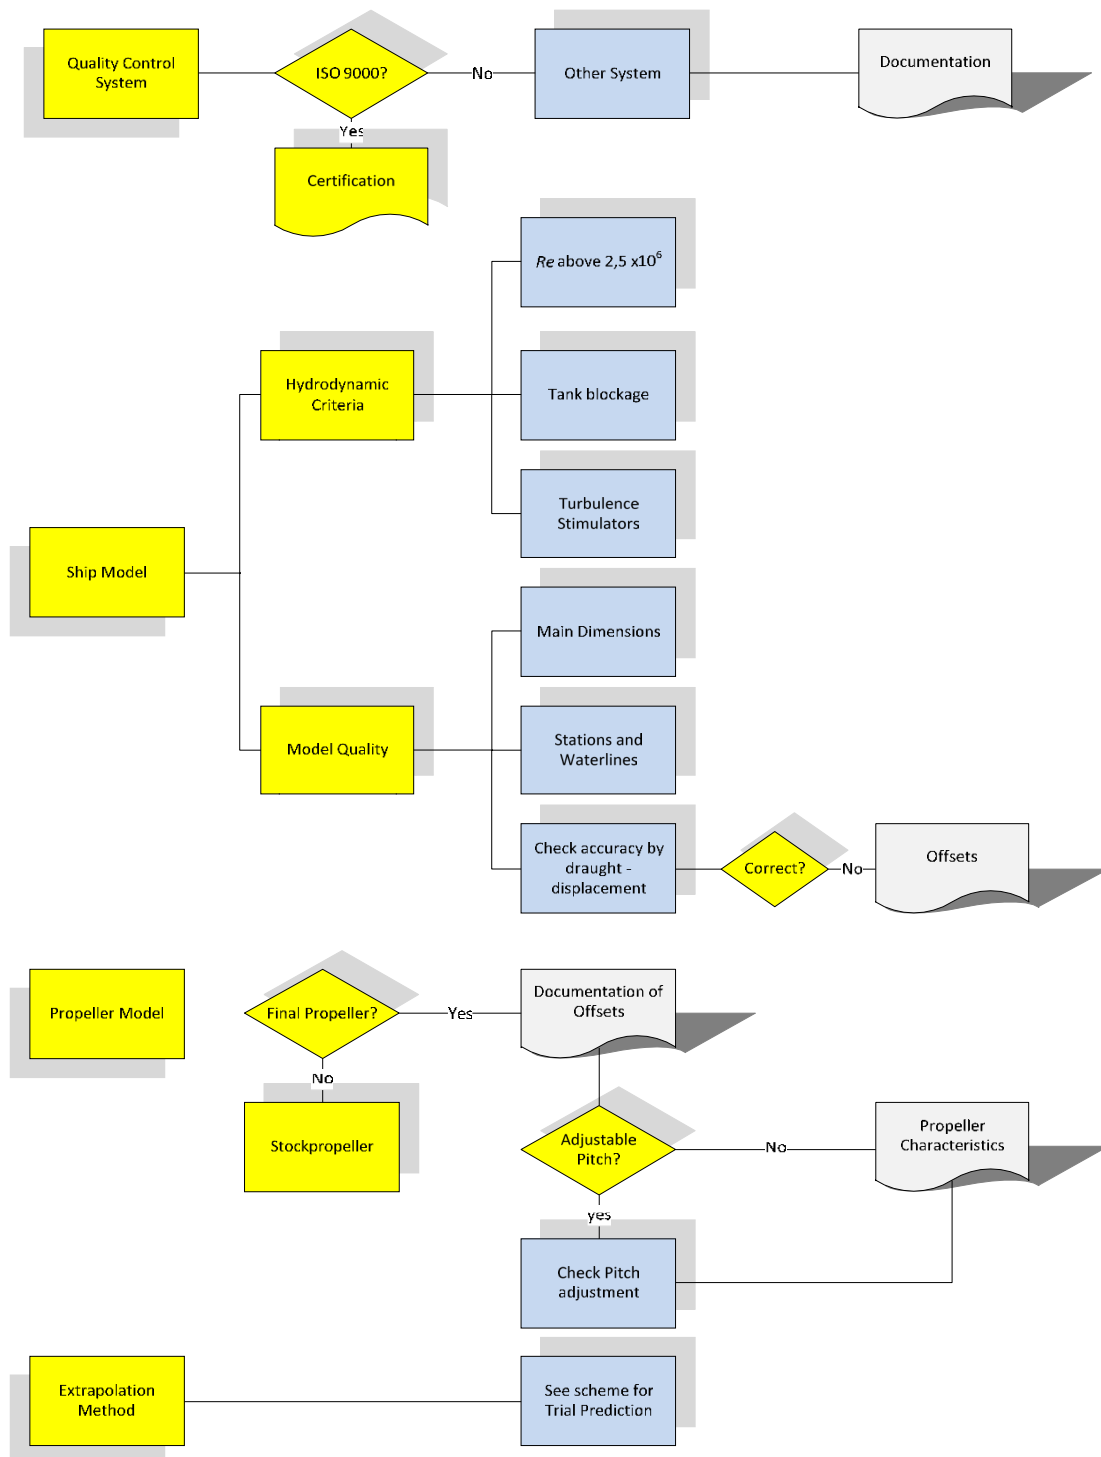 Quality Control
System
ISO 9000?
No
Other System
Documentation
Yes
Certification
Re above 2,5 x10⁶
Hydrodynamic
Criteria
Tank blockage
Turbulence
Stimulators
Ship Model
Main Dimensions
Model Quality
Stations and
Waterlines
Check accuracy by
draught -
displacement
Correct?
No
Offsets
Propeller Model
Final Propeller?
Yes
Documentation of
Offsets
No
Stockpropeller
Adjustable
Pitch?
No
Propeller
Characteristics
yes
Check Pitch
adjustment
Extrapolation
Method
See scheme for
Trial Prediction